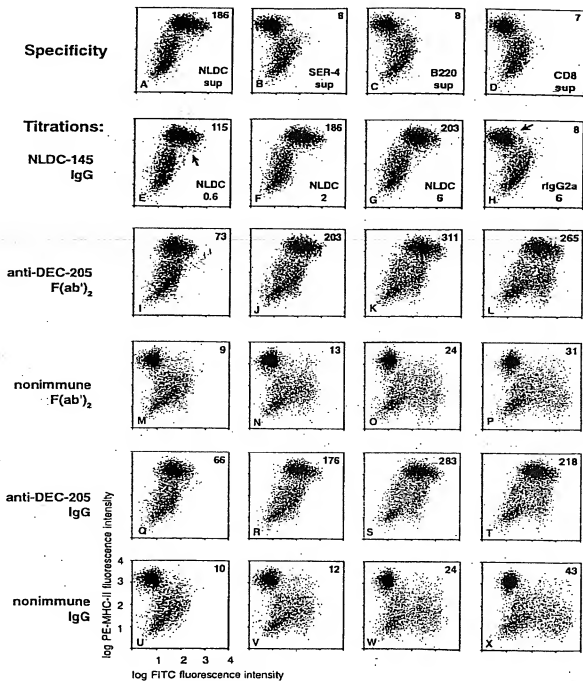 Specificity
186
A
NLDC
sup
8
B
SER-4
sup
8
C
B220
sup
7
D
CD8
sup
Titrations:
NLDC-145
IgG
115
E
NLDC
0.6
186
F
NLDC
2
203
G
NLDC
6
8
H
rIgG2a
6
anti-DEC-205
F(ab')2
73
I
203
J
311
K
265
L
nonimmune
F(ab')2
9
M
13
N
24
O
31
P
anti-DEC-205
IgG
66
Q
176
R
283
S
218
T
nonimmune
IgG
log PE-MHC-II fluorescence intensity
4
3
2
1
10
U
12
V
24
W
43
X
1 2 3 4
log FITC fluorescence intensity